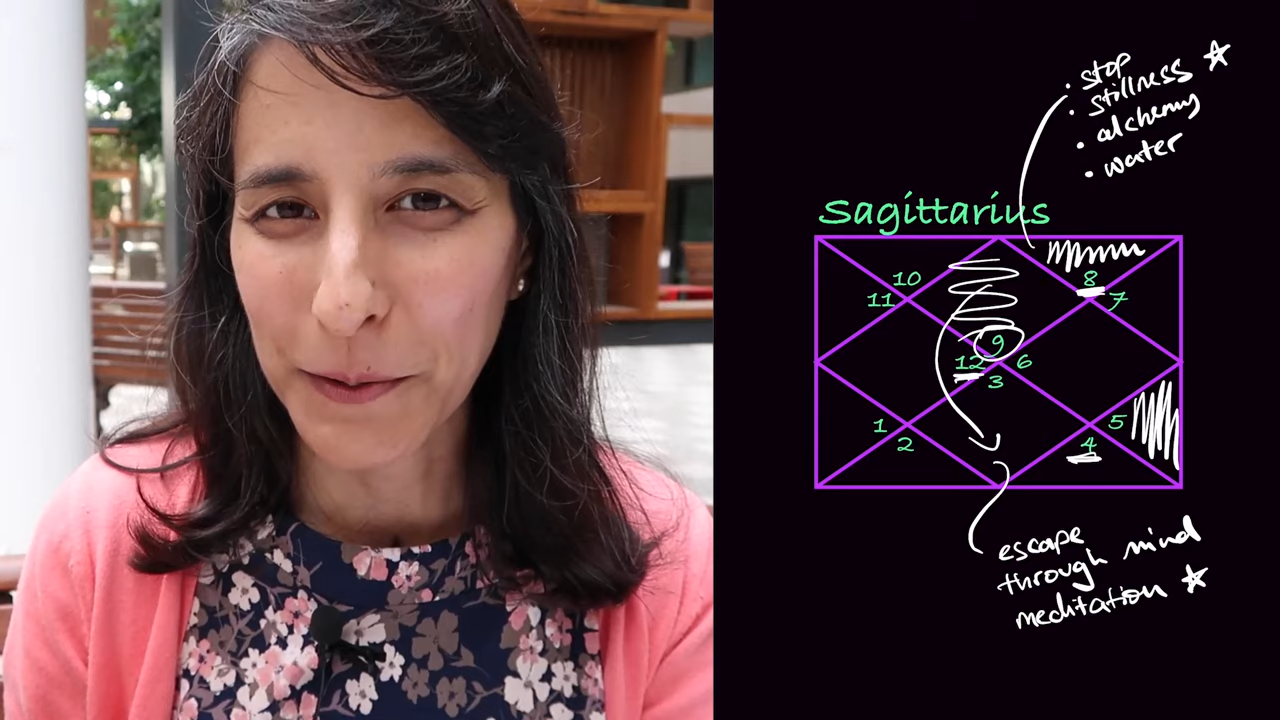 • stop
• stillness ☆
• alchemy
• water
Sagittarius
10
8
11
7
9
12
6
3
1
5
2
4
escape
through mind
meditation ☆